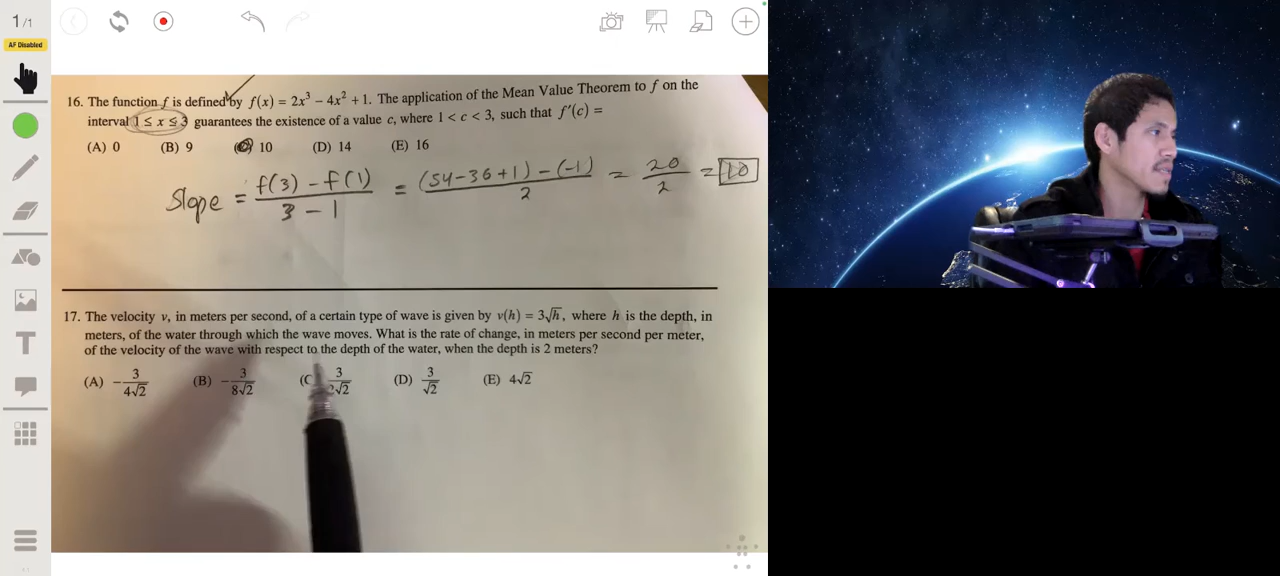 1/1
AF Disabled
16. The function f is defined by f(x) = 2x³ − 4x² + 1. The application of the Mean Value Theorem to f on the
interval 1 ≤ x ≤ 3 guarantees the existence of a value c, where 1 < c < 3, such that f′(c) =
(A) 0 (B) 9 10 (D) 14 (E) 16
Slope = f(3) − f(1) / 3 − 1 = (54−36+1) − (−1) / 2 = 20 / 2 = 10
17. The velocity v, in meters per second, of a certain type of wave is given by v(h) = 3√h, where h is the depth, in
meters, of the water through which the wave moves. What is the rate of change, in meters per second per meter,
of the velocity of the wave with respect to the depth of the water, when the depth is 2 meters?
(A) − 3 / 4√2 (B) − 3 / 8√2 (C 3 / 2√2 (D) 3 / √2 (E) 4√2
T